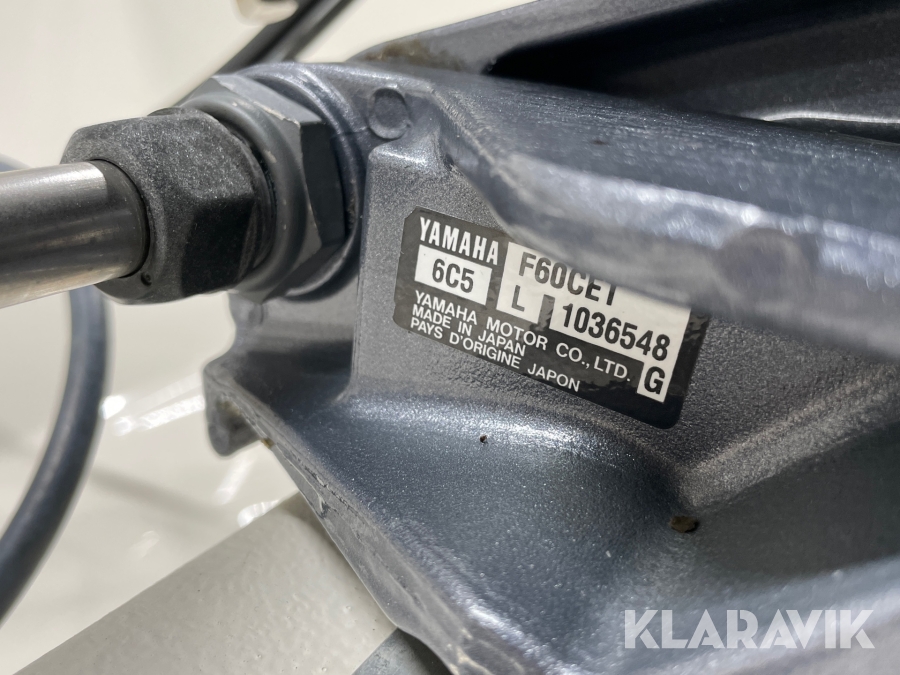 YAMAHA F60CET
6C5 L 1036548
YAMAHA MOTOR CO.,LTD. G
MADE IN JAPAN
PAYS D'ORIGINE JAPON
KLARAVIK